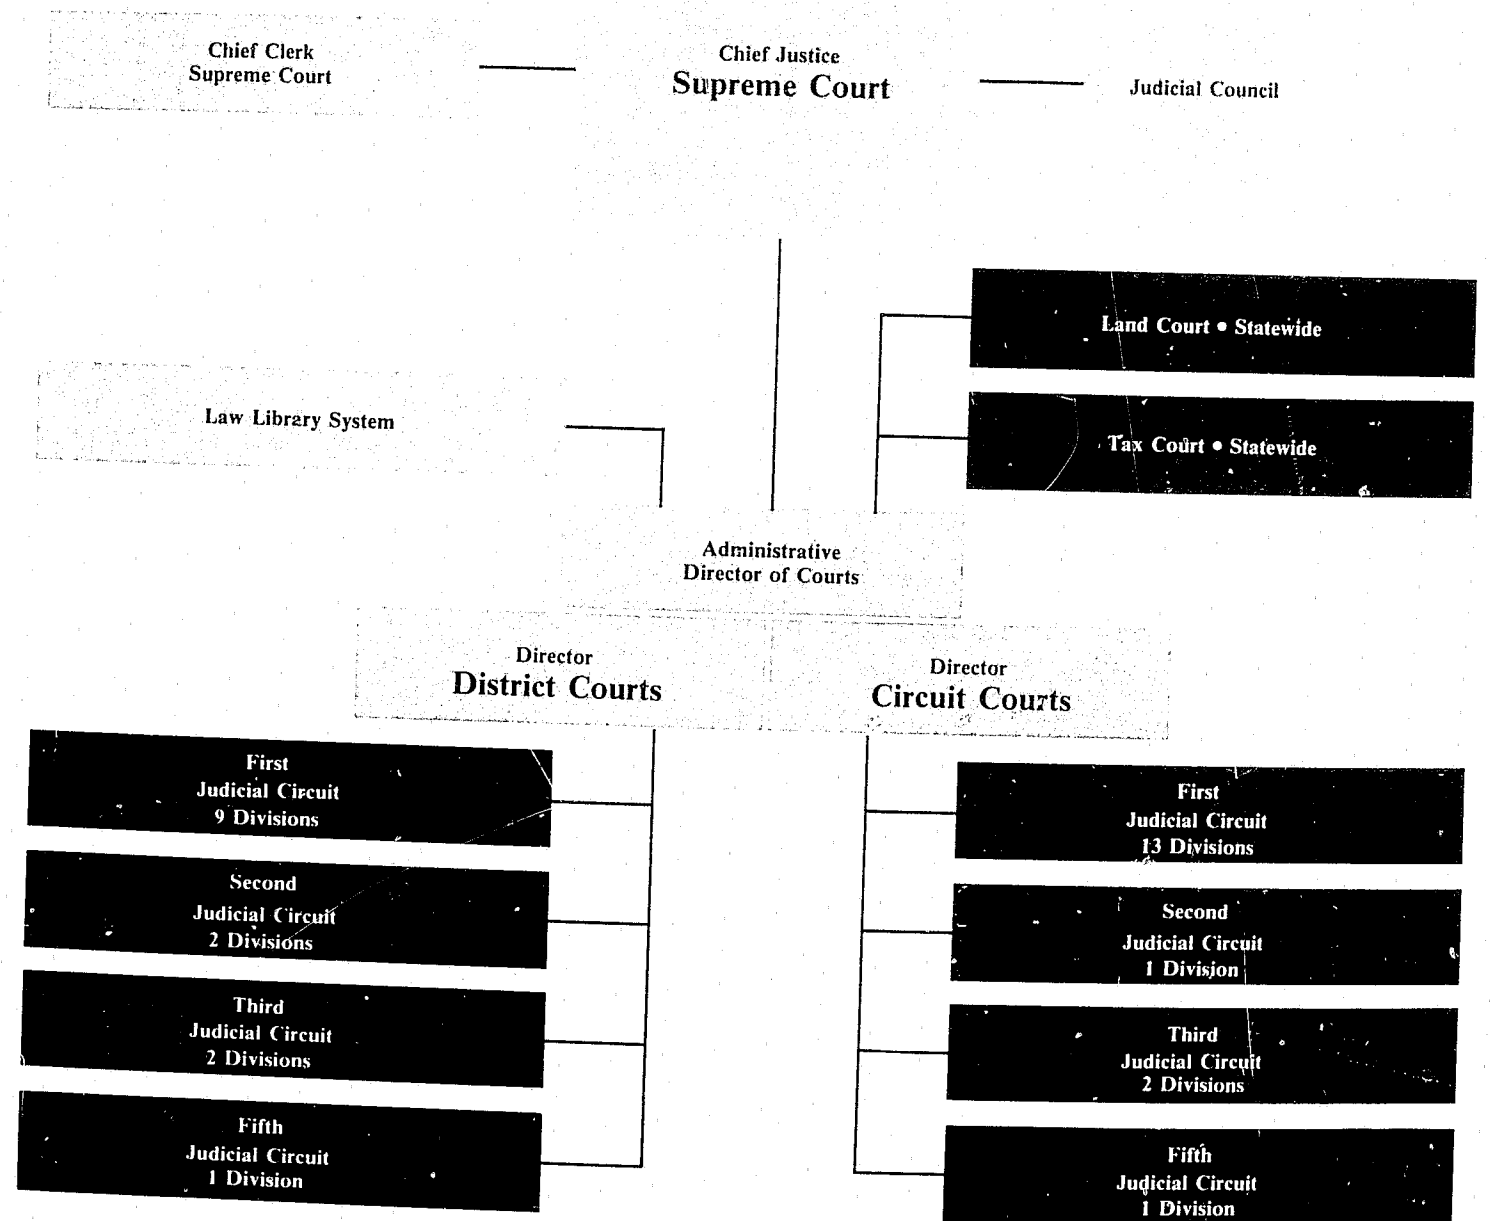 Chief Clerk
Supreme Court
Chief Justice
Supreme Court
Judicial Council
Land Court • Statewide
Law Library System
Tax Court • Statewide
Administrative
Director of Courts
Director
District Courts
Director
Circuit Courts
First
Judicial Circuit
9 Divisions
Second
Judicial Circuit
2 Divisions
Third
Judicial Circuit
2 Divisions
Fifth
Judicial Circuit
1 Division
First
Judicial Circuit
13 Divisions
Second
Judicial Circuit
1 Division
Third
Judicial Circuit
2 Divisions
Fifth
Judicial Circuit
1 Division